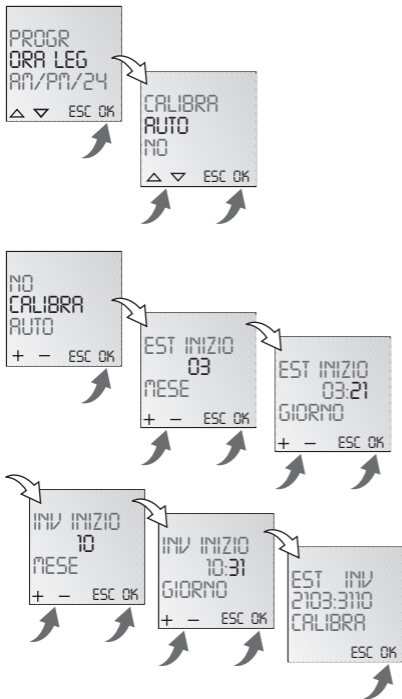 PROGR
ORA LEG
AM/PM/24
ESC OK
CALIBRA
AUTO
NO
ESC OK
NO
CALIBRA
AUTO
+ - ESC OK
EST INIZIO
03
MESE
+ - ESC OK
EST INIZIO
03:21
GIORNO
+ - ESC OK
INV INIZIO
10
MESE
+ - ESC OK
INV INIZIO
10:31
GIORNO
+ - ESC OK
EST INV
2103:3110
CALIBRA
ESC OK